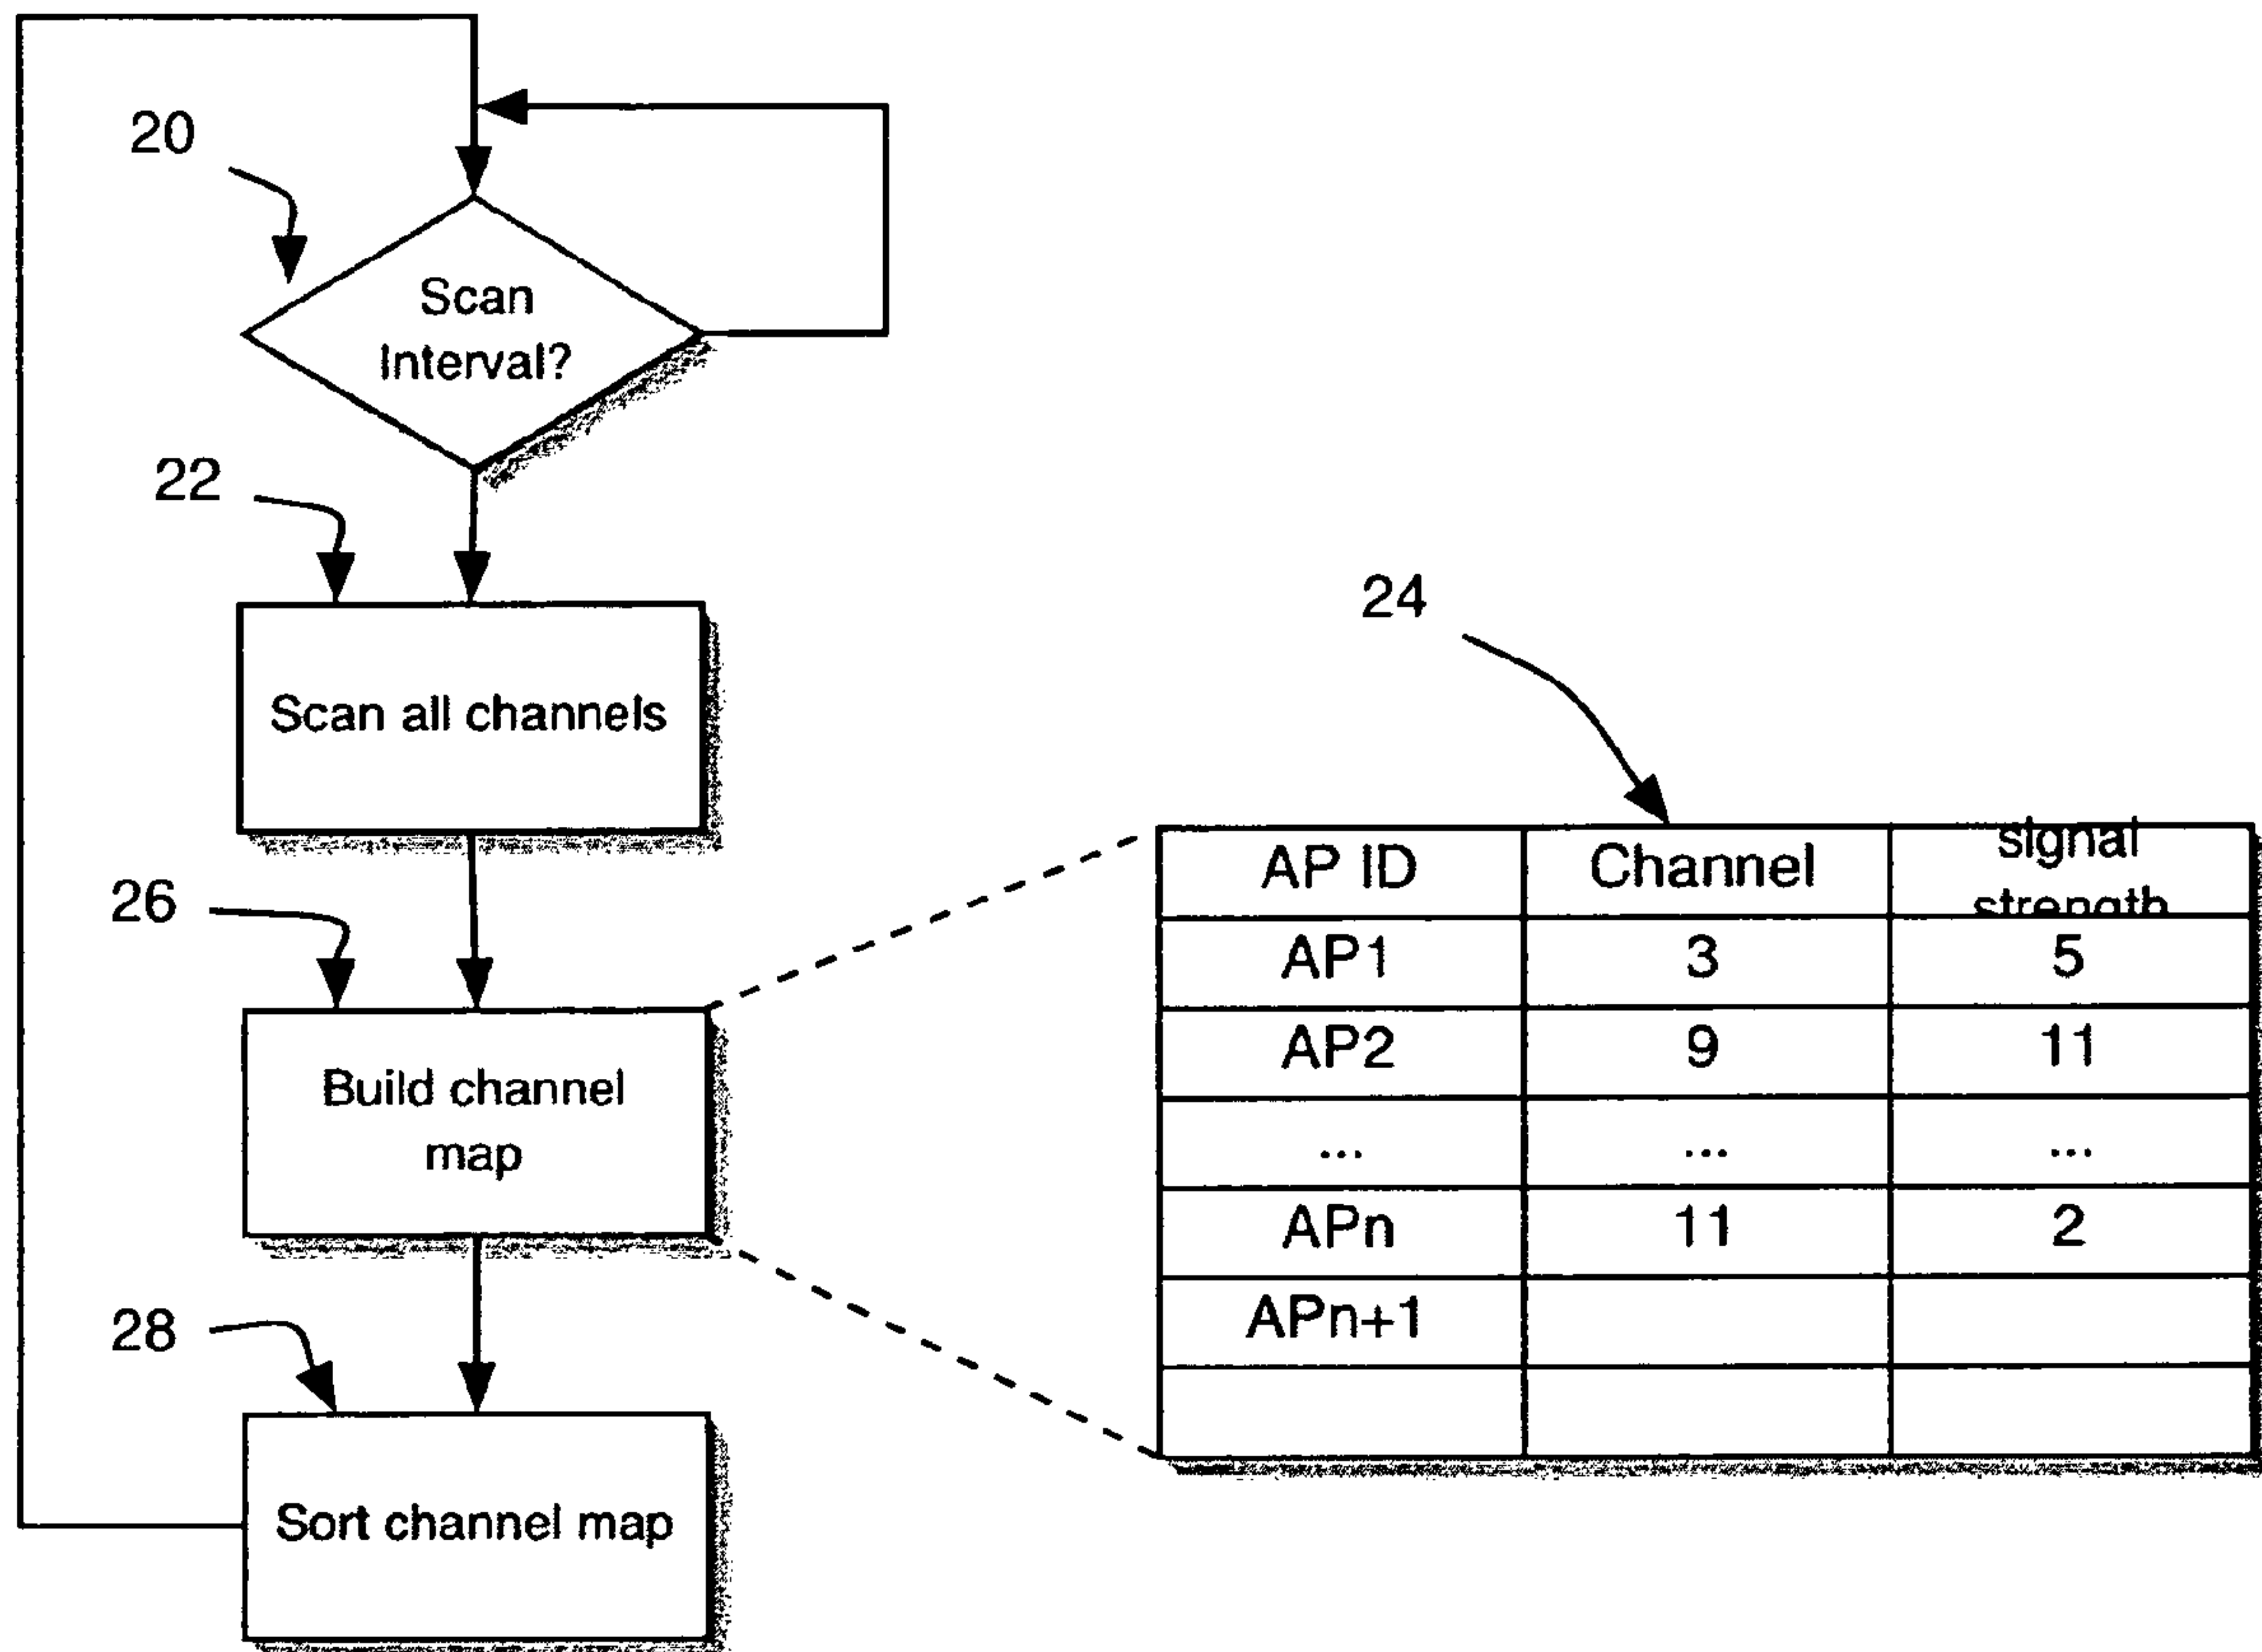 20
Scan
Interval?
22
Scan all channels
24
26
Build channel
map
28
Sort channel map
AP ID Channel signal
strength
AP1 3 5
AP2 9 11
... ... ...
APn 11 2
APn+1